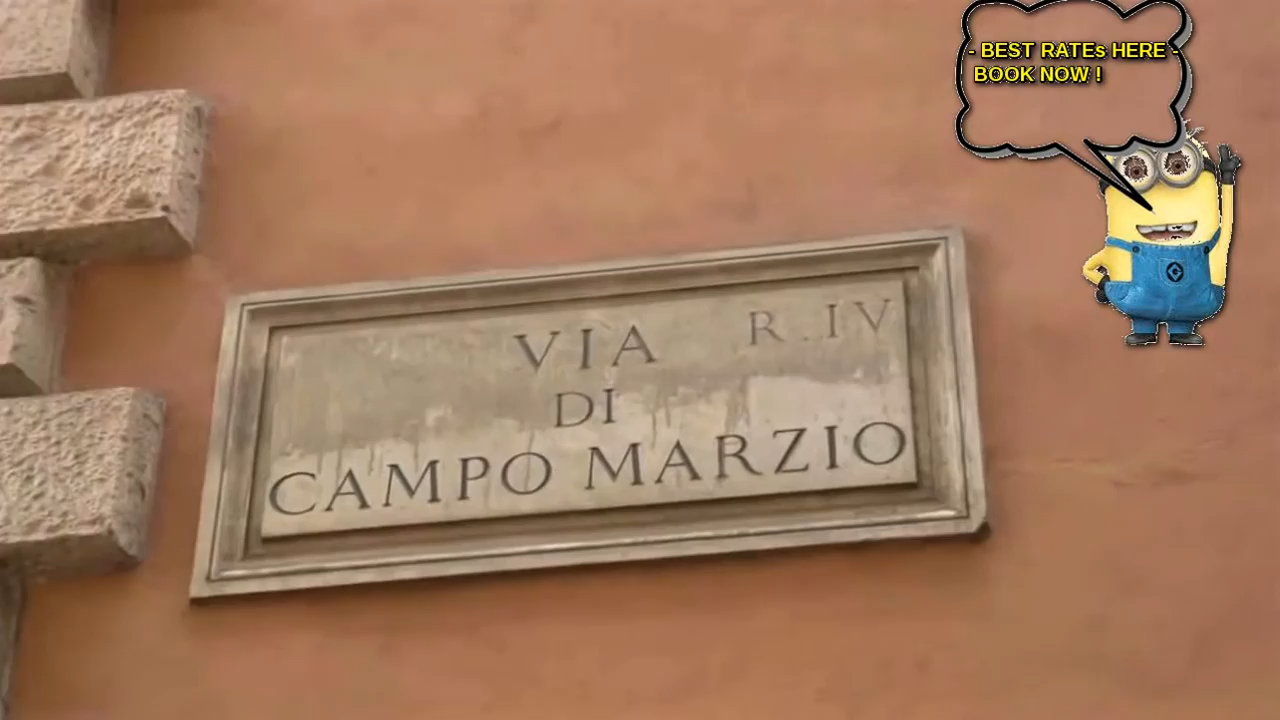 - BEST RATEs HERE -
BOOK NOW !
VIA R.IV
DI
CAMPO MARZIO